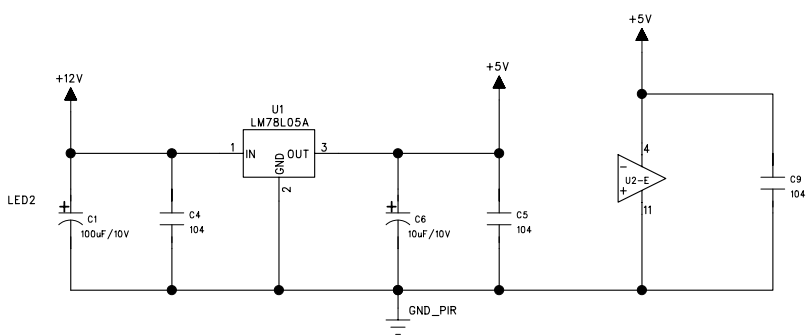 +5V
+5V
+12V
U1
LM78L05A
1
IN
OUT
3
GND
2
4
U2-E
11
C9
104
LED2
C1
100uF/10V
C4
104
C6
10uF/10V
C5
104
GND_PIR